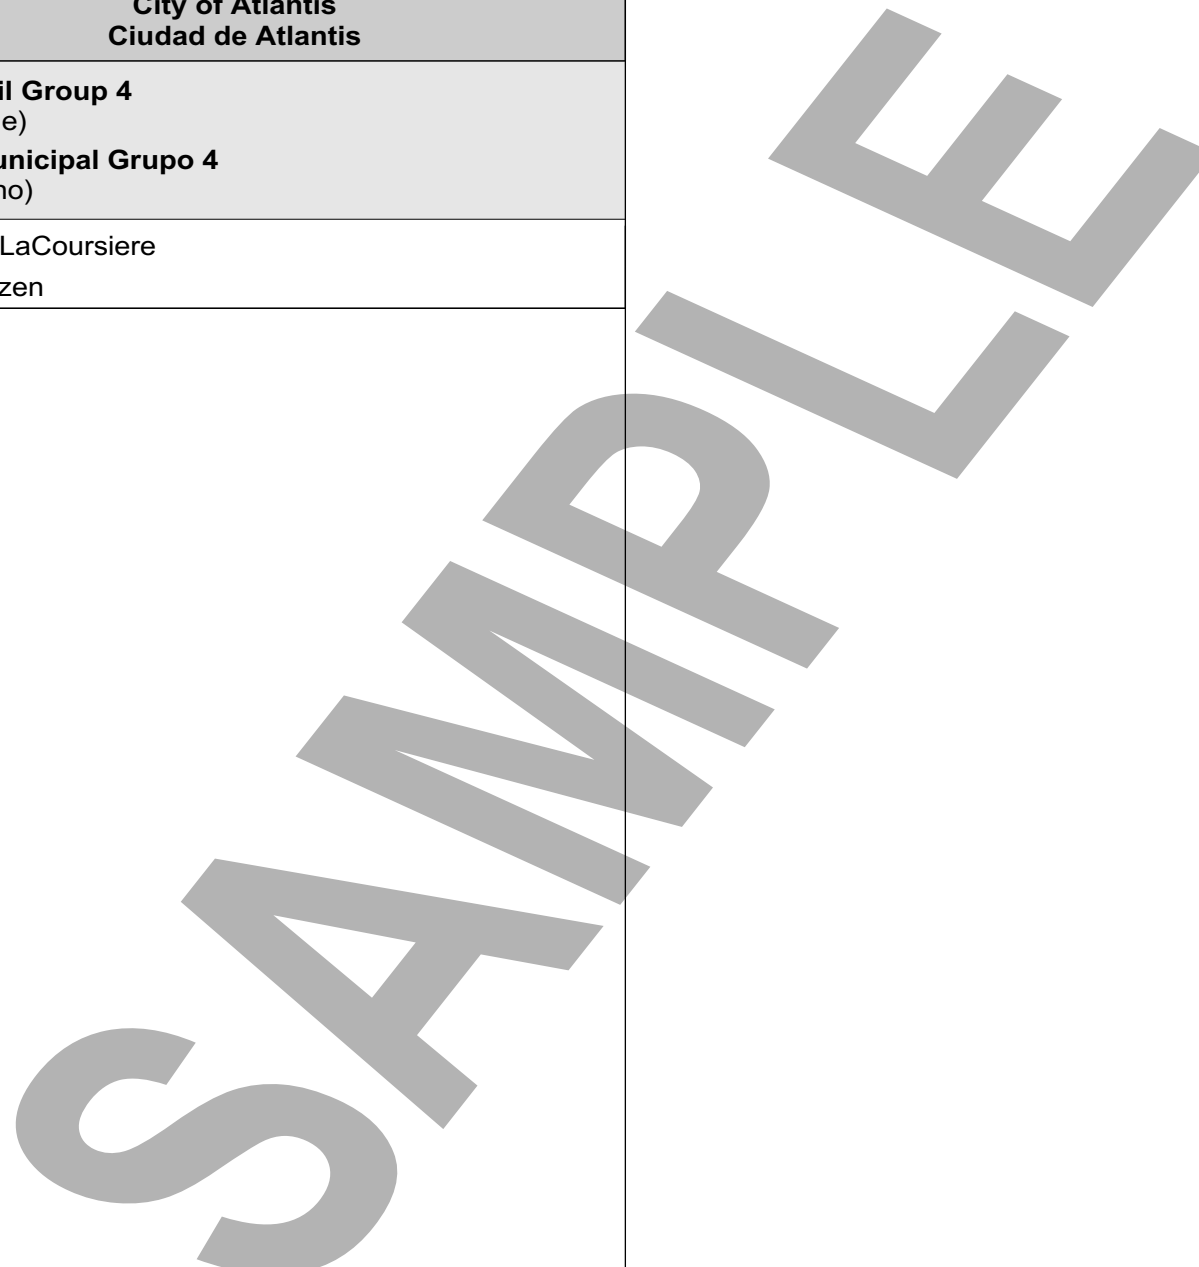 City of Atlantis
Ciudad de Atlantis
il Group 4
e)
unicipal Grupo 4
no)
LaCoursiere
zen
SAMPLE